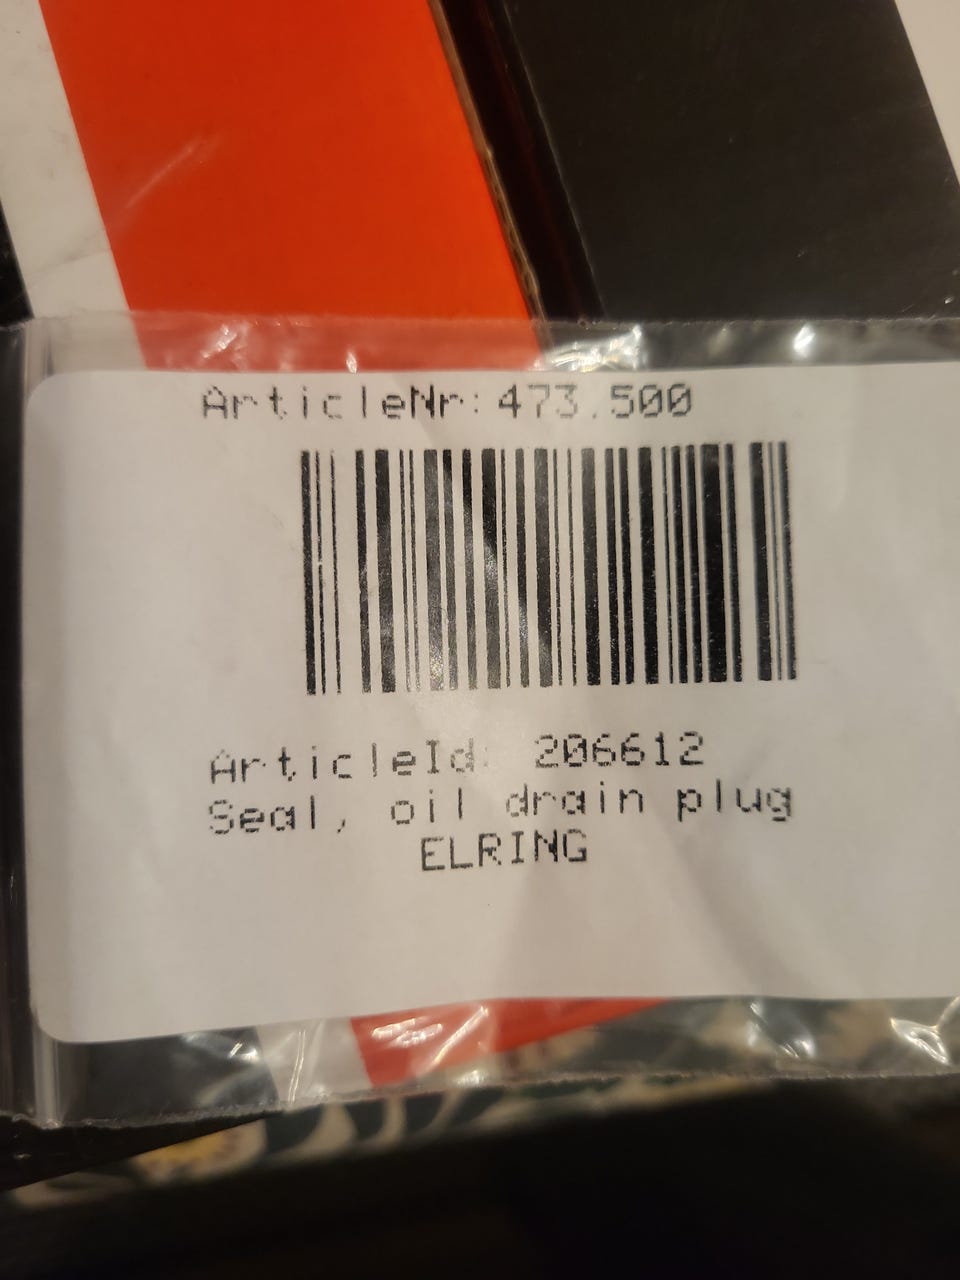 ArticleNr:473.500
ArticleId: 206612
Seal, oil drain plug
ELRING